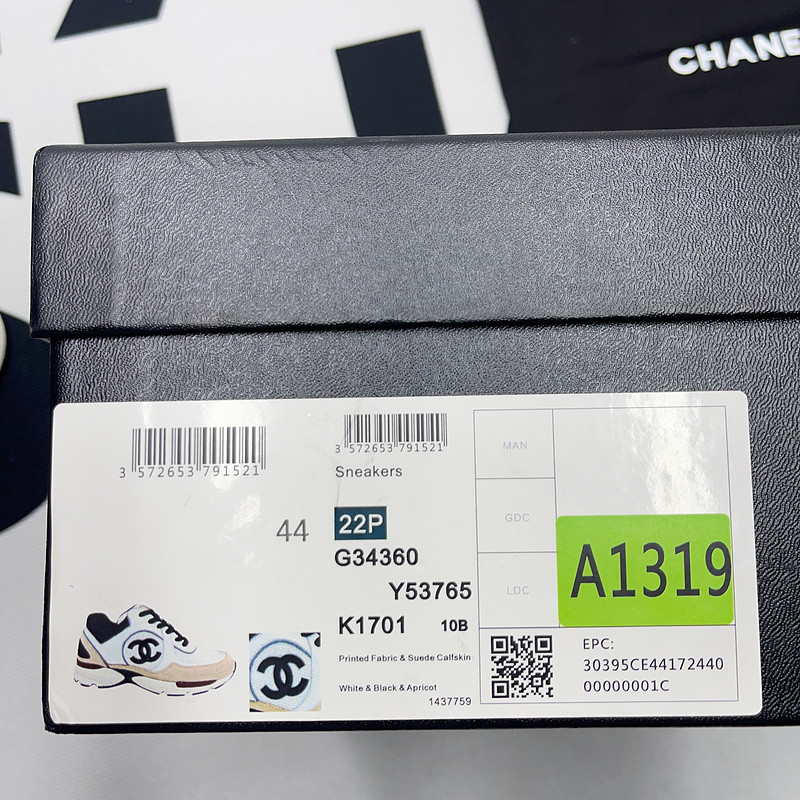 CHANE
3 572653 791521
3 572653 791521
Sneakers
44
22P
G34360
Y53765
K1701 10B
Printed Fabric & Suede Calfskin
White & Black & Apricot
1437759
MAN
GDC
LDC
A1319
EPC:
30395CE44172440
00000001C